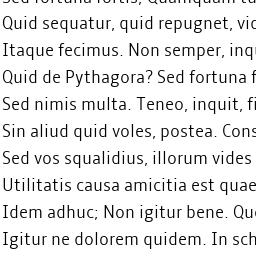 Sed fortuna fortis; Quamquam tu
Quid sequatur, quid repugnet, vid
Itaque fecimus. Non semper, inqu
Quid de Pythagora? Sed fortuna f
Sed nimis multa. Teneo, inquit, fi
Sin aliud quid voles, postea. Cons
Sed vos squalidius, illorum vides
Utilitatis causa amicitia est quae
Idem adhuc; Non igitur bene. Que
Igitur ne dolorem quidem. In sch